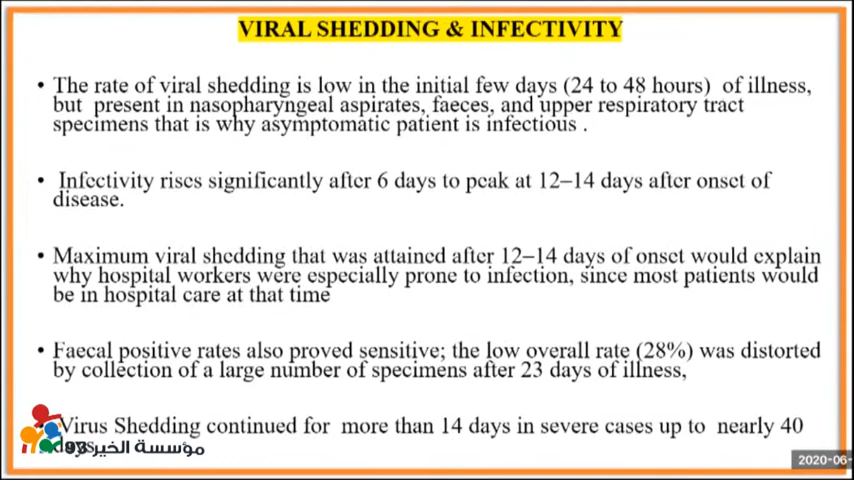 VIRAL SHEDDING & INFECTIVITY
• The rate of viral shedding is low in the initial few days (24 to 48 hours) of illness,
but present in nasopharyngeal aspirates, faeces, and upper respiratory tract
specimens that is why asymptomatic patient is infectious .
• Infectivity rises significantly after 6 days to peak at 12–14 days after onset of
disease.
• Maximum viral shedding that was attained after 12–14 days of onset would explain
why hospital workers were especially prone to infection, since most patients would
be in hospital care at that time
• Faecal positive rates also proved sensitive; the low overall rate (28%) was distorted
by collection of a large number of specimens after 23 days of illness,
Virus Shedding continued for more than 14 days in severe cases up to nearly 40
days
مؤسسة الخير 93
2020-06-